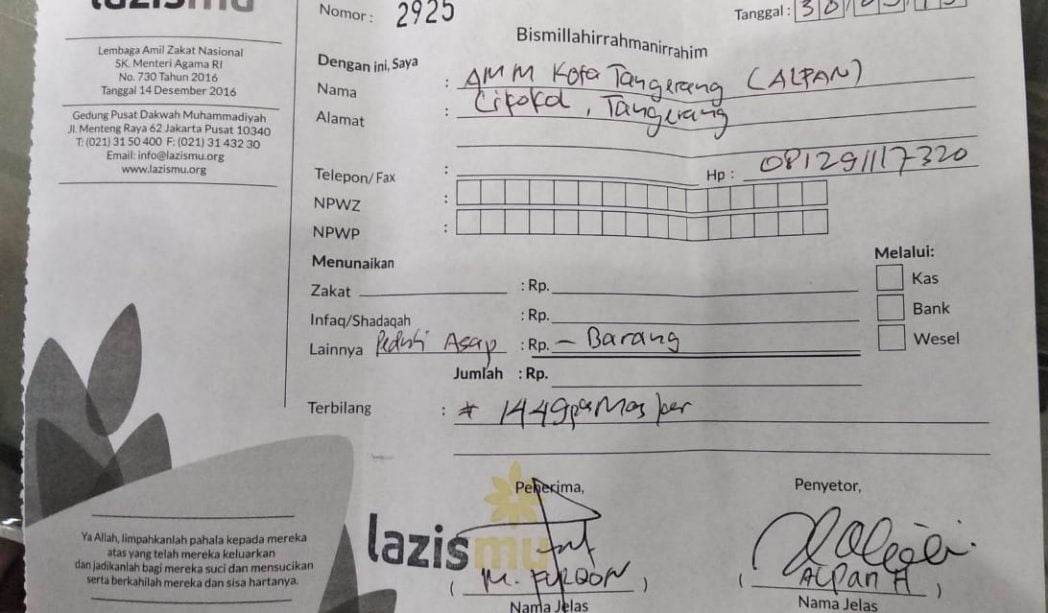 lazismu
Nomor : 2925
Tanggal : 30/09/19
Lembaga Amil Zakat Nasional
SK. Menteri Agama RI
No. 730 Tahun 2016
Tanggal 14 Desember 2016
Gedung Pusat Dakwah Muhammadiyah
Jl. Menteng Raya 62 Jakarta Pusat 10340
T: (021) 31 50 400 F: (021) 31 432 30
Email: info@lazismu.org
www.lazismu.org
Bismillahirrahmanirrahim
Dengan ini, Saya
Nama : AMM Kota Tangerang (ALPAN)
Alamat : Cikokol, Tangerang
Telepon/Fax : Hp : 081291117320
NPWZ :
NPWP :
Menunaikan
Melalui:
Zakat : Rp.
Kas
Infaq/Shadaqah : Rp.
Bank
Lainnya Peduli Asap : Rp. — Barang
Wesel
Jumlah : Rp.
Terbilang : * 1449 pcs Masker
Penerima,
Penyetor,
lazismu
( M. FURQON )
( ALPan H )
Nama Jelas
Nama Jelas
Ya Allah, limpahkanlah pahala kepada mereka
atas yang telah mereka keluarkan
dan jadikanlah bagi mereka suci dan mensucikan
serta berkahilah mereka dan sisa hartanya.